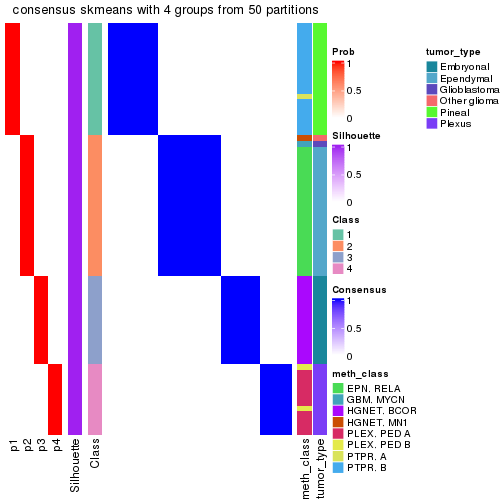 consensus skmeans with 4 groups from 50 partitions
p1
p2
p3
p4
Silhouette
Class
meth_class
tumor_type
Prob
1
0.5
0
Silhouette
1
0.5
0
Class
1
2
3
4
Consensus
1
0.5
0
meth_class
EPN, RELA
GBM, MYCN
HGNET, BCOR
HGNET, MN1
PLEX, PED A
PLEX, PED B
PTPR, A
PTPR, B
tumor_type
Embryonal
Ependymal
Glioblastoma
Other glioma
Pineal
Plexus